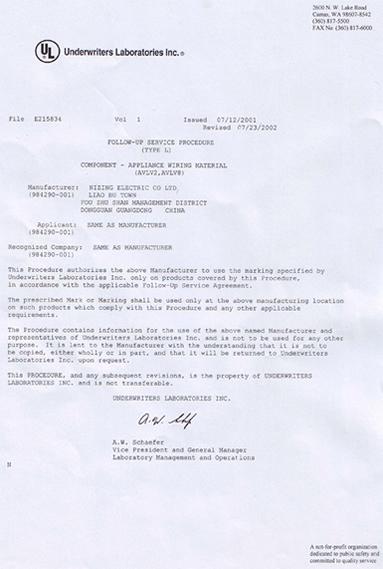 2600 N. W. Lake Road
Camas, WA 98607-8542
(360) 817-5500
FAX No (360) 817-6000
UL Underwriters Laboratories Inc.®
File E215834 Vol 1 Issued 07/12/2001
Revised 07/23/2002
FOLLOW-UP SERVICE PROCEDURE
(TYPE L)
COMPONENT - APPLIANCE WIRING MATERIAL
(AVLV2,AVLV8)
Manufacturer: NIZING ELECTRIC CO LTD
(984290-001) LIAO BU TOWN
FOU SHU SHAN MANAGEMENT DISTRICT
DONGGUAN GUANGDONG CHINA
Applicant: SAME AS MANUFACTURER
(984290-001)
Recognized Company: SAME AS MANUFACTURER
(984290-001)
This Procedure authorizes the above Manufacturer to use the marking specified by
Underwriters Laboratories Inc. only on products covered by this Procedure,
in accordance with the applicable Follow-Up Service Agreement.
The prescribed Mark or Marking shall be used only at the above manufacturing location
on such products which comply with this Procedure and any other applicable
requirements.
The Procedure contains information for the use of the above named Manufacturer and
representatives of Underwriters Laboratories Inc. and is not to be used for any other
purpose. It is lent to the Manufacturer with the understanding that it is not to
be copied, either wholly or in part, and that it will be returned to Underwriters
Laboratories Inc. upon request.
This PROCEDURE, and any subsequent revisions, is the property of UNDERWRITERS
LABORATORIES INC. and is not transferable.
UNDERWRITERS LABORATORIES INC.
A.W.
A.W. Schaefer
Vice President and General Manager
Laboratory Management and Operations
N
A not-for-profit organization
dedicated to public safety and
committed to quality service